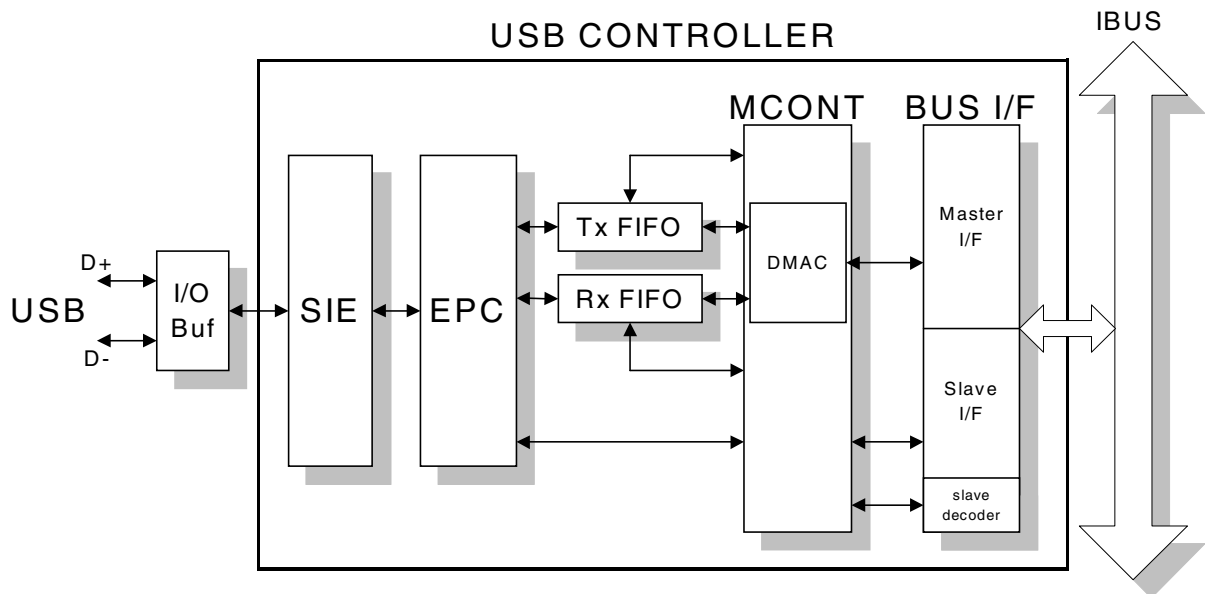 USB CONTROLLER
IBUS
MCONT
BUS I/F
Tx FIFO
Master
I/F
D+
DMAC
I/O
Buf
USB
SIE
EPC
Rx FIFO
D-
Slave
I/F
slave
decoder